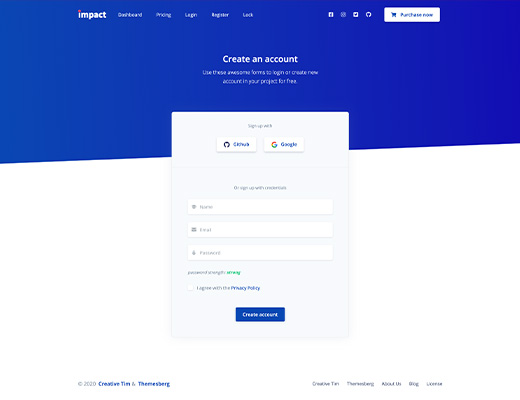 impact Dashboard Pricing Login Register Lock Purchase now
Create an account
Use these awesome forms to login or create new
account in your project for free.
Sign up with
Github Google
Or sign up with credentials
Name
Email
Password
password strength: strong
I agree with the Privacy Policy
Create account
© 2020 Creative Tim & Themesberg Creative Tim Themesberg About Us Blog License